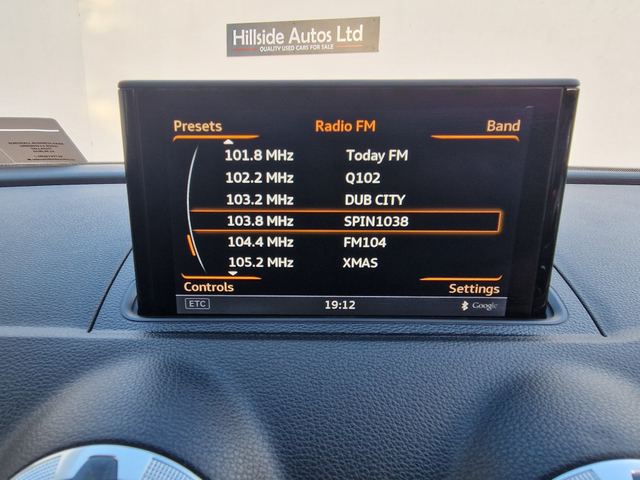 Hillside Autos Ltd
QUALITY USED CARS FOR SALE
Presets Radio FM Band
101.8 MHz Today FM
102.2 MHz Q102
103.2 MHz DUB CITY
103.8 MHz SPIN1038
104.4 MHz FM104
105.2 MHz XMAS
Controls Settings
ETC 19:12 Google